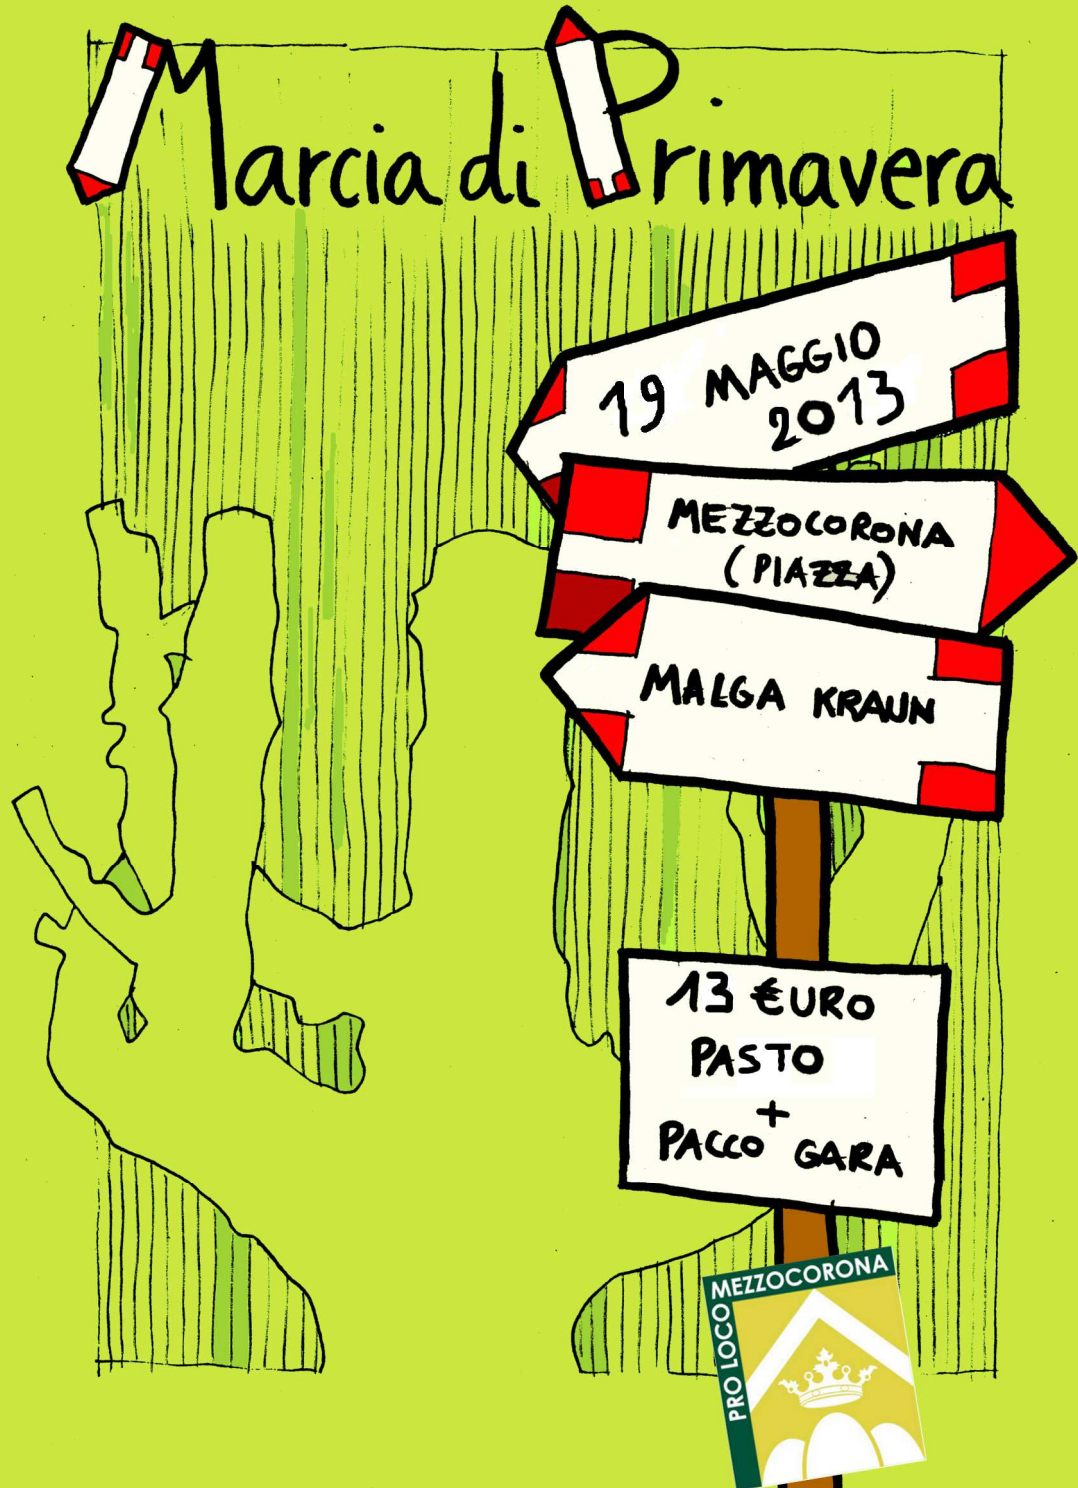 Marcia di Primavera
19 MAGGIO
2013
MEZZOCORONA
(PIAZZA)
MALGA KRAUN
13 €URO
PASTO
+
PACCO GARA
PRO LOCO MEZZOCORONA